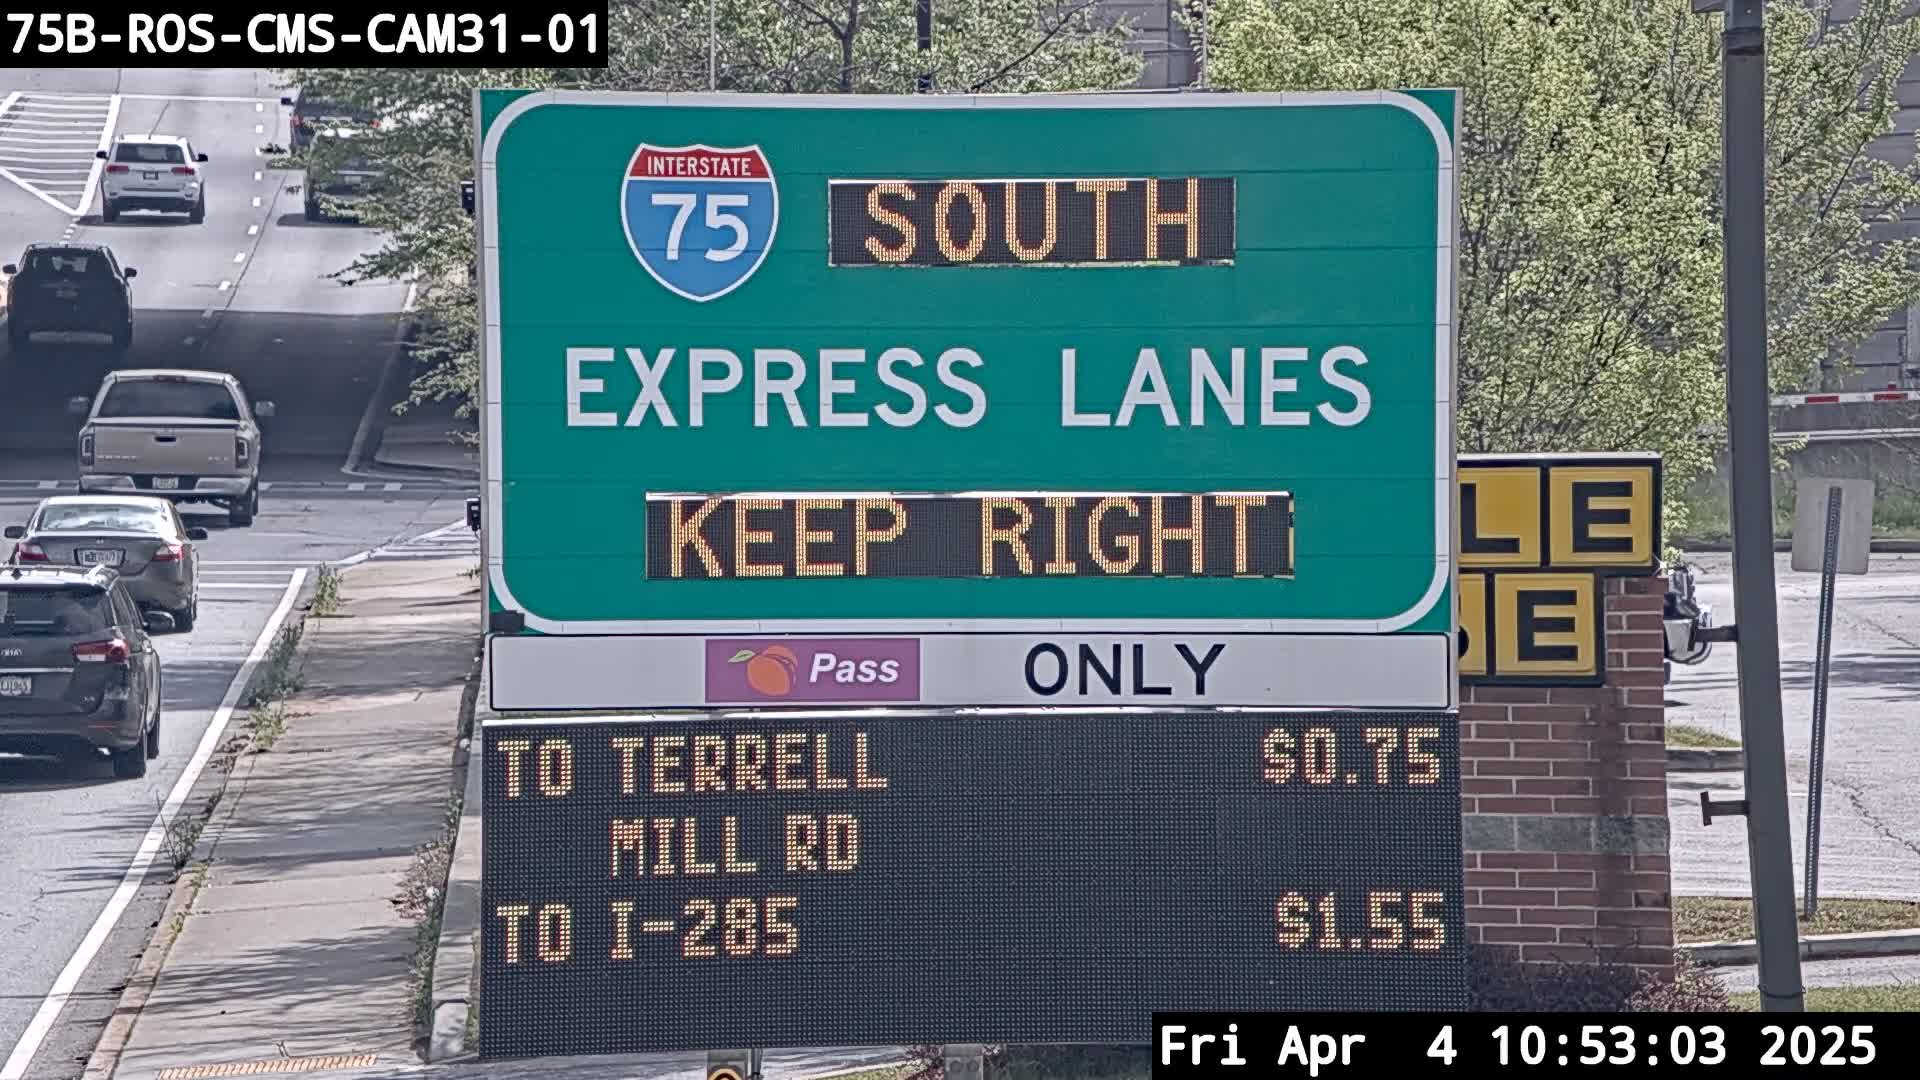 75B-ROS-CMS-CAM31-01
INTERSTATE
75
SOUTH
EXPRESS LANES
KEEP RIGHT
LE
E
Pass ONLY
TO TERRELL $0.75
MILL RD
TO I-285 $1.55
Fri Apr 4 10:53:03 2025